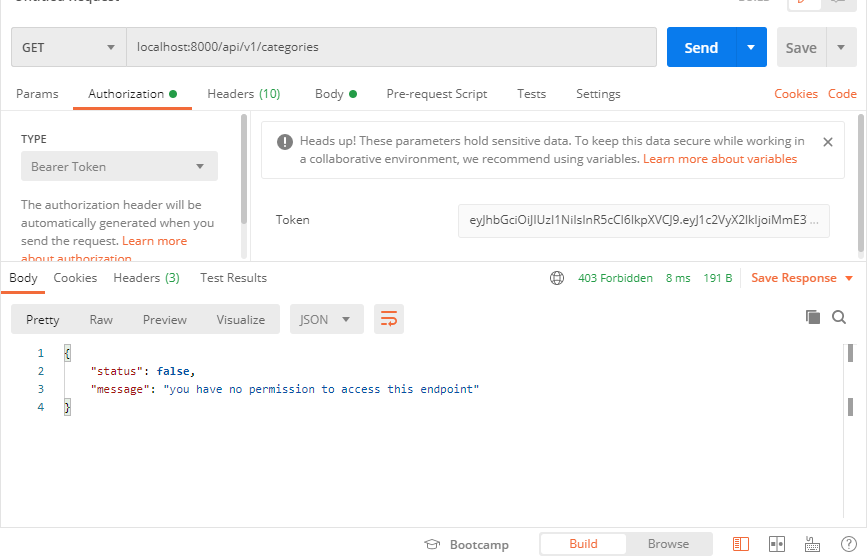 GET localhost:8000/api/v1/categories Send Save
Params Authorization Headers (10) Body Pre-request Script Tests Settings Cookies Code
TYPE
Bearer Token
The authorization header will be
automatically generated when you
send the request. Learn more
about authorization
Heads up! These parameters hold sensitive data. To keep this data secure while working in
a collaborative environment, we recommend using variables. Learn more about variables
Token eyJhbGciOiJIUzI1NiIsInR5cCI6IkpXVCJ9.eyJ1c2VyX2lkIjoiMmE3 ...
Body Cookies Headers (3) Test Results 403 Forbidden 8 ms 191 B Save Response
Pretty Raw Preview Visualize JSON
1 {
2 "status": false,
3 "message": "you have no permission to access this endpoint"
4 }
Bootcamp Build Browse